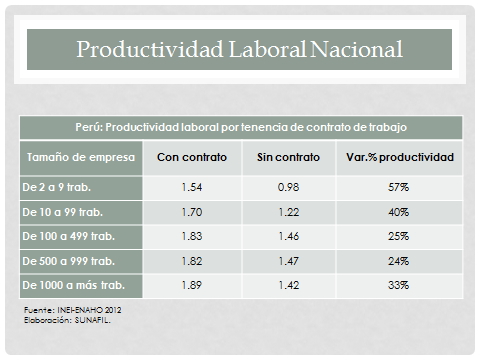 Productividad Laboral Nacional
Perú: Productividad laboral por tenencia de contrato de trabajo
Tamaño de empresa Con contrato Sin contrato Var.% productividad
De 2 a 9 trab. 1.54 0.98 57%
De 10 a 99 trab. 1.70 1.22 40%
De 100 a 499 trab. 1.83 1.46 25%
De 500 a 999 trab. 1.82 1.47 24%
De 1000 a más trab. 1.89 1.42 33%
Fuente: INEI-ENAHO 2012
Elaboración: SUNAFIL.